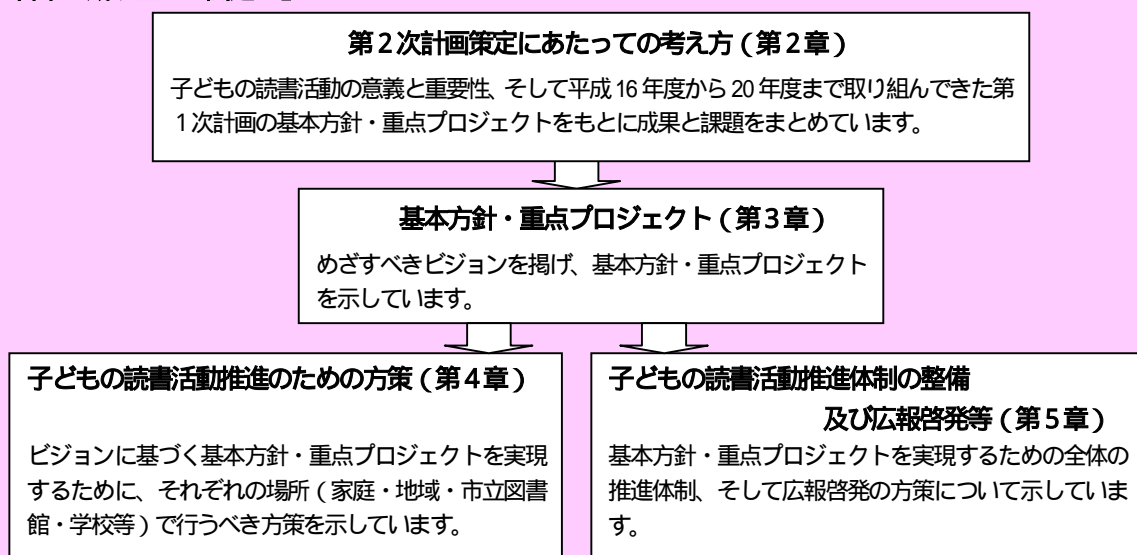 第２次計画策定にあたっての考え方（第２章）
子どもの読書活動の意義と重要性、そして平成 16 年度から 20 年度まで取り組んできた第
１次計画の基本方針・重点プロジェクトをもとに成果と課題をまとめています。
基本方針・重点プロジェクト（第３章）
めざすべきビジョンを掲げ、基本方針・重点プロジェクト
を示しています。
子どもの読書活動推進のための方策（第４章）
ビジョンに基づく基本方針・重点プロジェクトを実現
するために、それぞれの場所（家庭・地域・市立図書
館・学校等）で行うべき方策を示しています。
子どもの読書活動推進体制の整備
及び広報啓発等（第５章）
基本方針・重点プロジェクトを実現するための全体の
推進体制、そして広報啓発の方策について示していま
す。